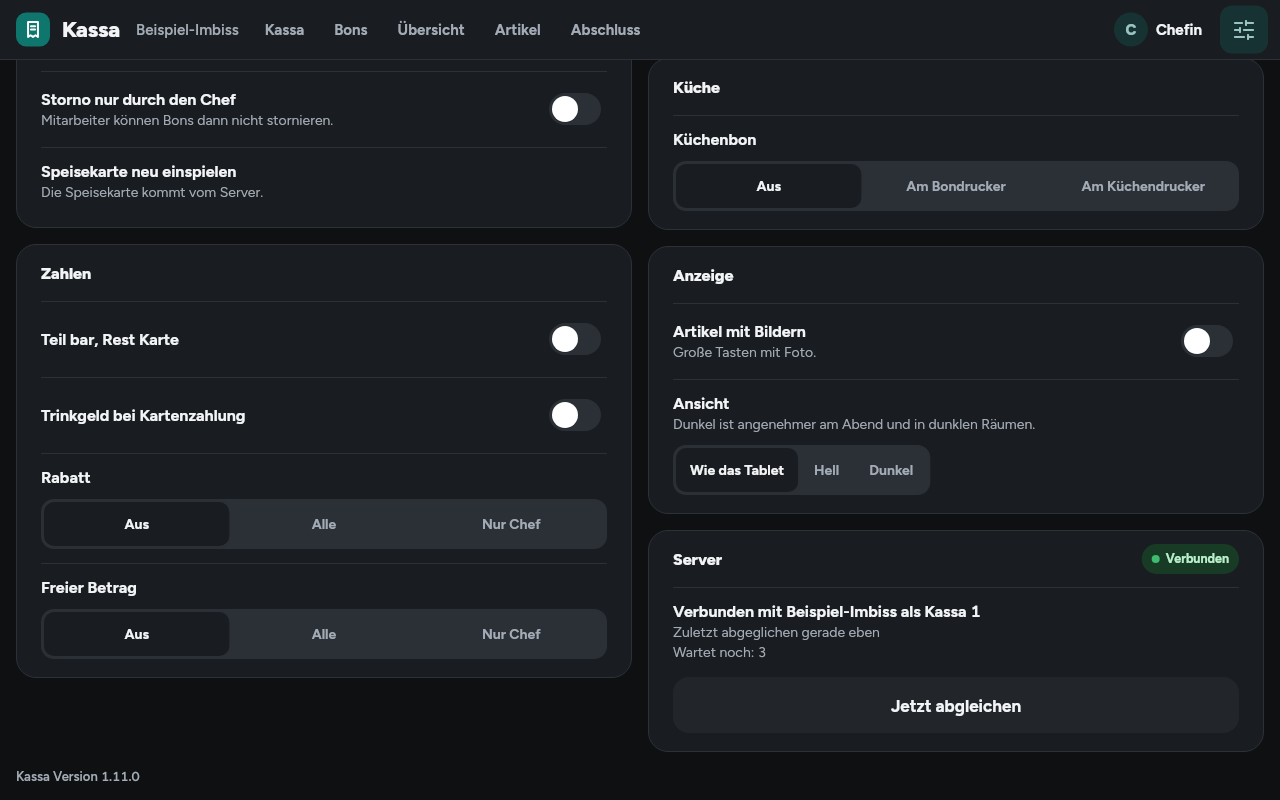 Kassa
Beispiel-Imbiss
Kassa
Bons
Übersicht
Artikel
Abschluss
C
Chefin
Storno nur durch den Chef
Mitarbeiter können Bons dann nicht stornieren.
Speisekarte neu einspielen
Die Speisekarte kommt vom Server.
Zahlen
Teil bar, Rest Karte
Trinkgeld bei Kartenzahlung
Rabatt
Aus
Alle
Nur Chef
Freier Betrag
Aus
Alle
Nur Chef
Küche
Küchenbon
Aus
Am Bondrucker
Am Küchendrucker
Anzeige
Artikel mit Bildern
Große Tasten mit Foto.
Ansicht
Dunkel ist angenehmer am Abend und in dunklen Räumen.
Wie das Tablet
Hell
Dunkel
Server
Verbunden
Verbunden mit Beispiel-Imbiss als Kassa 1
Zuletzt abgeglichen gerade eben
Wartet noch: 3
Jetzt abgleichen
Kassa Version 1.11.0